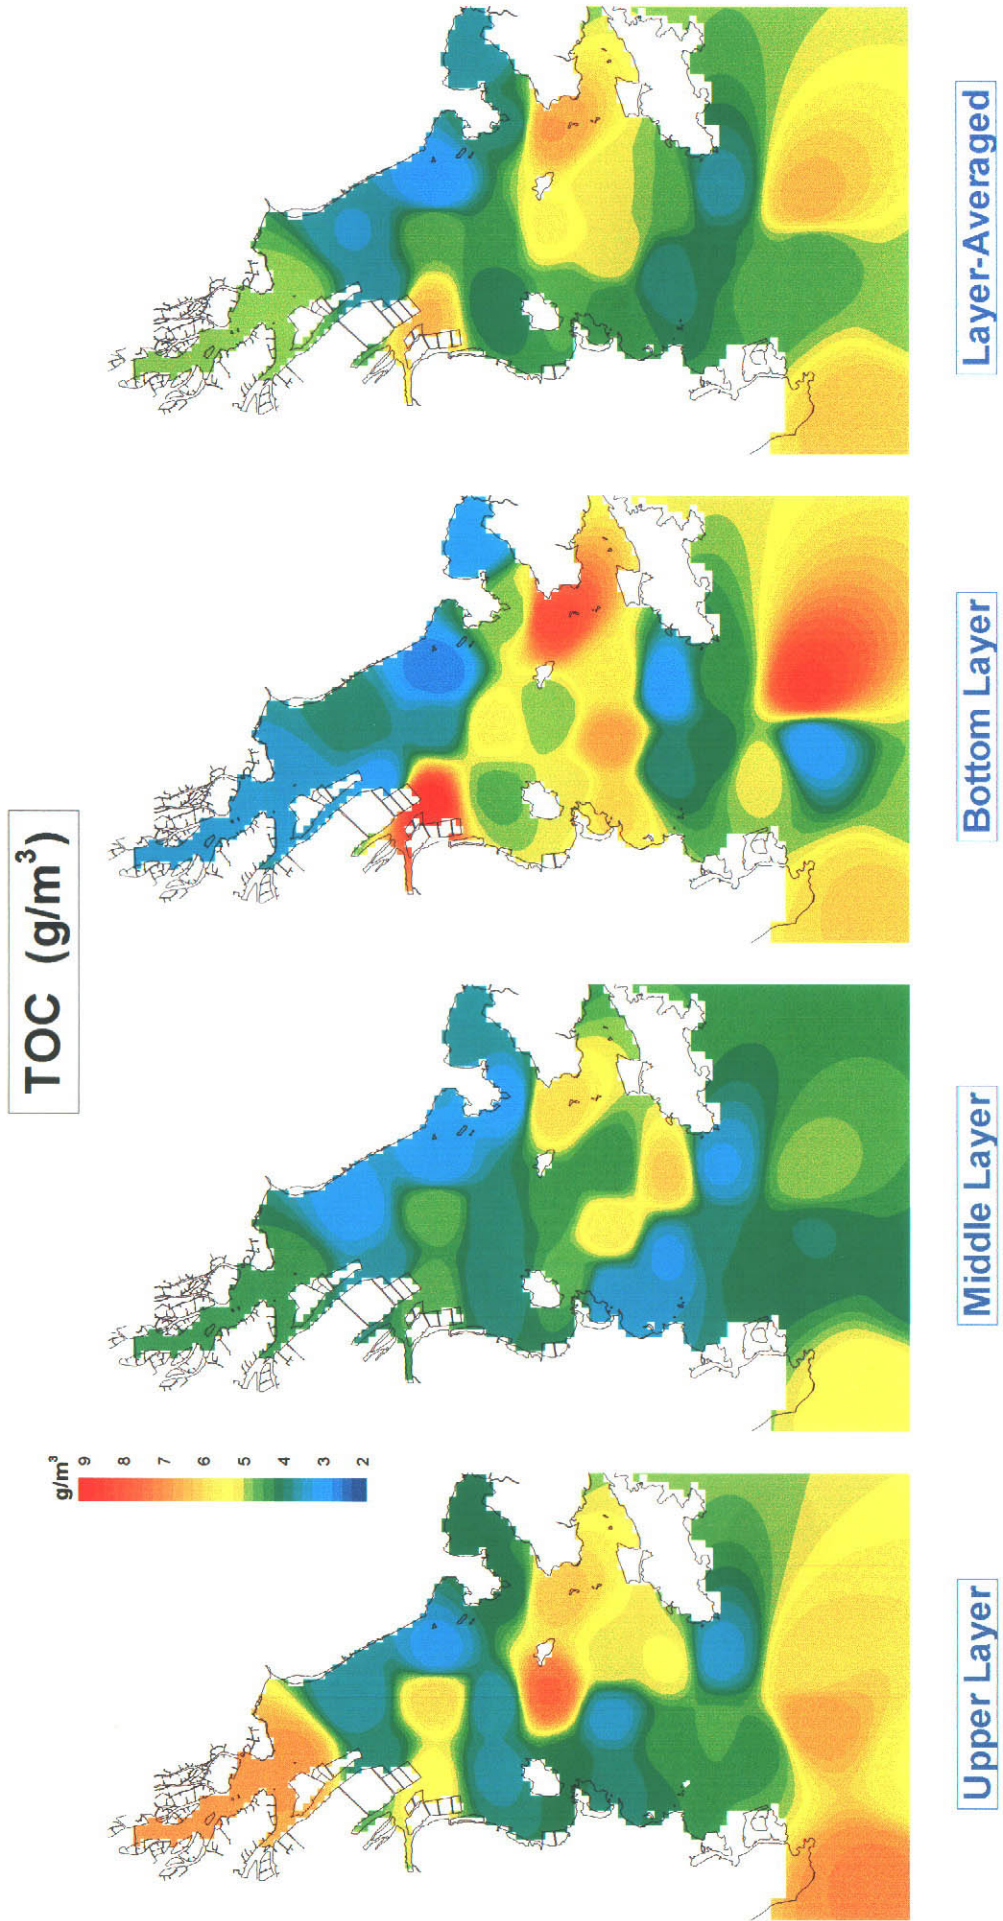 TOC (g/m³)
g/m³
9
8
7
6
5
4
3
2
Upper Layer
Middle Layer
Bottom Layer
Layer-Averaged